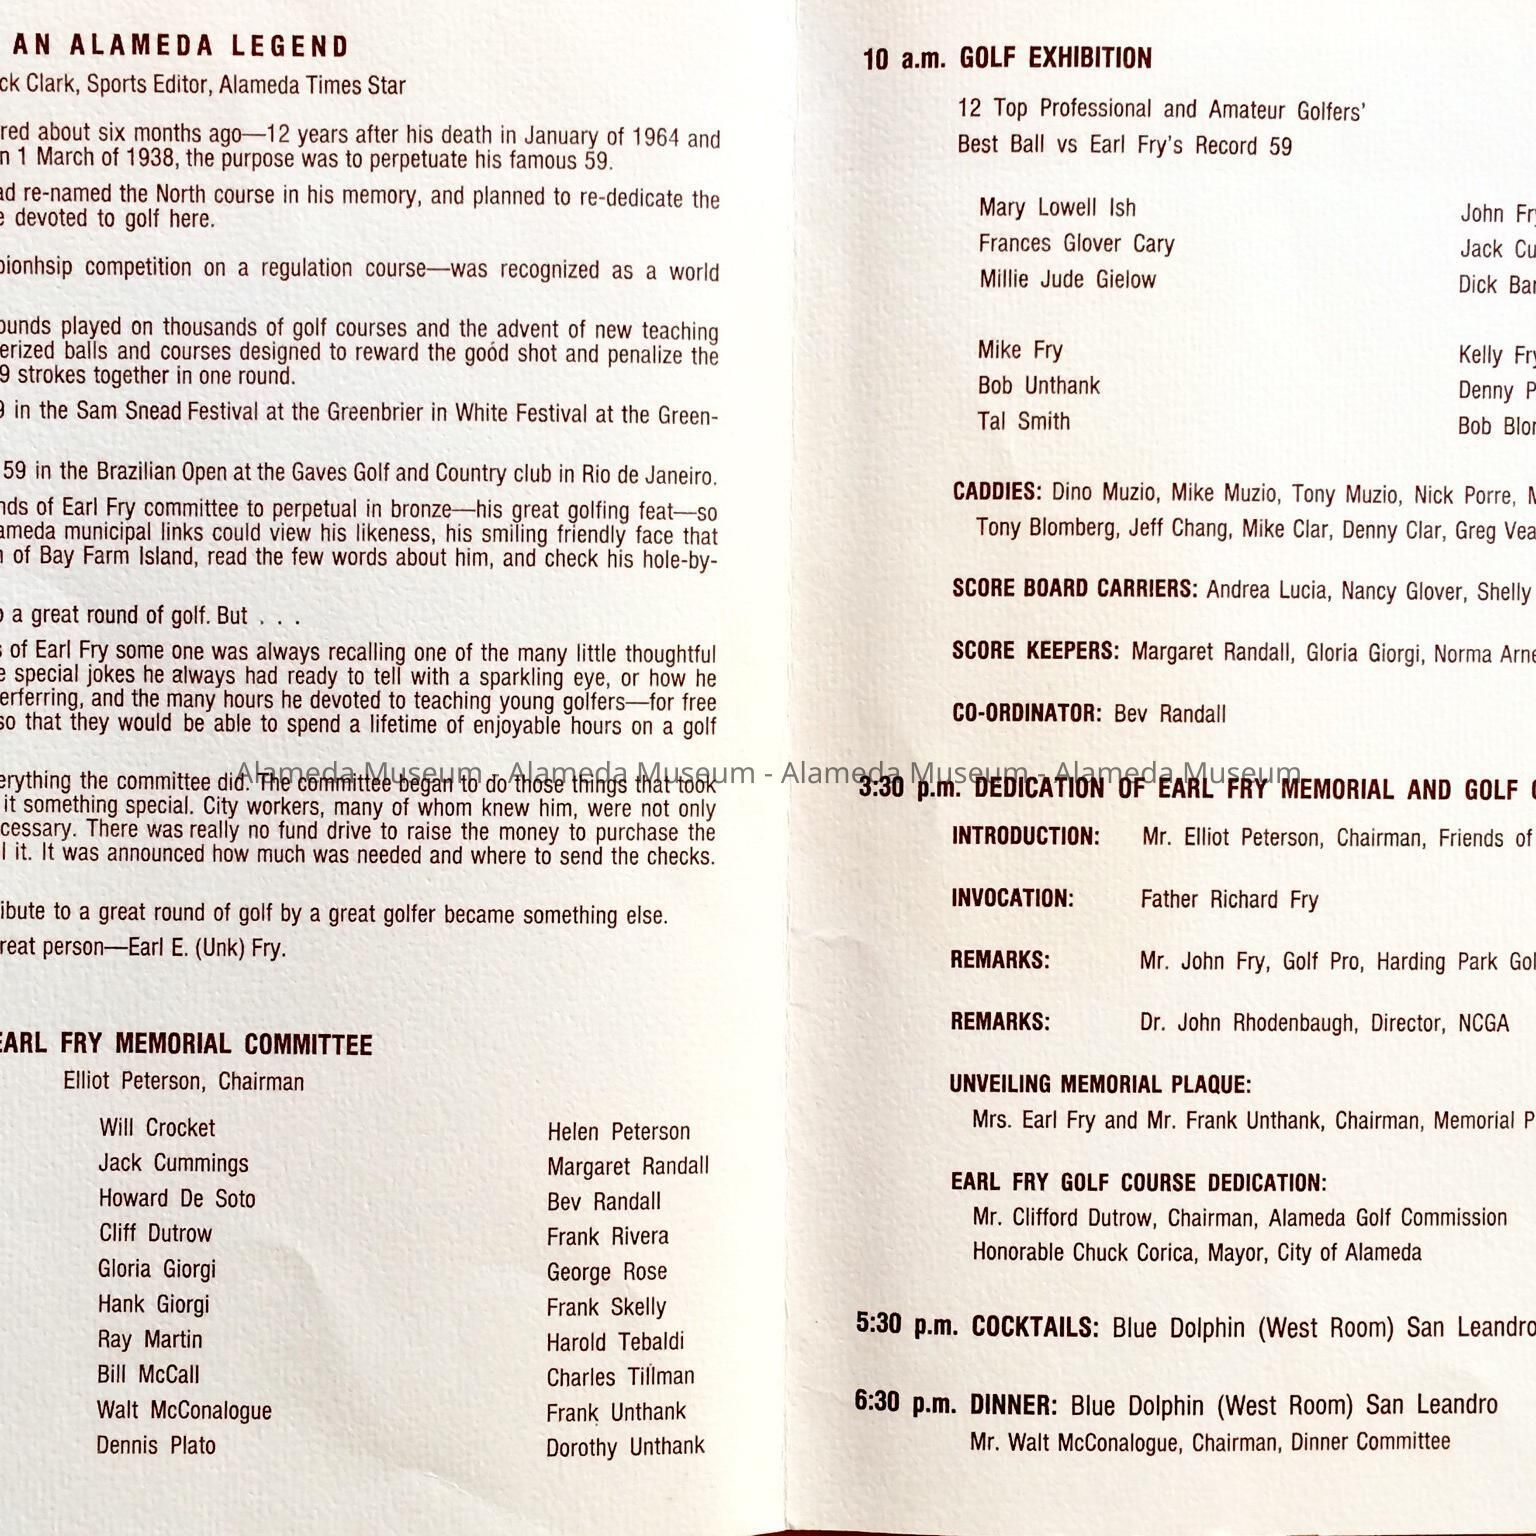 AN ALAMEDA LEGEND
ck Clark, Sports Editor, Alameda Times Star
red about six months ago—12 years after his death in January of 1964 and
n 1 March of 1938, the purpose was to perpetuate his famous 59.
ad re-named the North course in his memory, and planned to re-dedicate the
e devoted to golf here.
pionhsip competition on a regulation course—was recognized as a world
ounds played on thousands of golf courses and the advent of new teaching
erized balls and courses designed to reward the good shot and penalize the
9 strokes together in one round.
9 in the Sam Snead Festival at the Greenbrier in White Festival at the Green-
59 in the Brazilian Open at the Gaves Golf and Country club in Rio de Janeiro.
nds of Earl Fry committee to perpetual in bronze—his great golfing feat—so
ameda municipal links could view his likeness, his smiling friendly face that
n of Bay Farm Island, read the few words about him, and check his hole-by-
o a great round of golf. But . . .
s of Earl Fry some one was always recalling one of the many little thoughtful
e special jokes he always had ready to tell with a sparkling eye, or how he
erferring, and the many hours he devoted to teaching young golfers—for free
so that they would be able to spend a lifetime of enjoyable hours on a golf
erything the committee did. The committee began to do those things that took
it something special. City workers, many of whom knew him, were not only
cessary. There was really no fund drive to raise the money to purchase the
l it. It was announced how much was needed and where to send the checks.
ibute to a great round of golf by a great golfer became something else.
reat person—Earl E. (Unk) Fry.
EARL FRY MEMORIAL COMMITTEE
Elliot Peterson, Chairman
Will Crocket
Jack Cummings
Howard De Soto
Cliff Dutrow
Gloria Giorgi
Hank Giorgi
Ray Martin
Bill McCall
Walt McConalogue
Dennis Plato
Helen Peterson
Margaret Randall
Bev Randall
Frank Rivera
George Rose
Frank Skelly
Harold Tebaldi
Charles Tillman
Frank Unthank
Dorothy Unthank
10 a.m. GOLF EXHIBITION
12 Top Professional and Amateur Golfers'
Best Ball vs Earl Fry's Record 59
Mary Lowell Ish
Frances Glover Cary
Millie Jude Gielow
John Fry
Jack Cu
Dick Bar
Mike Fry
Bob Unthank
Tal Smith
Kelly Fry
Denny P
Bob Blom
CADDIES: Dino Muzio, Mike Muzio, Tony Muzio, Nick Porre, M
Tony Blomberg, Jeff Chang, Mike Clar, Denny Clar, Greg Vea
SCORE BOARD CARRIERS: Andrea Lucia, Nancy Glover, Shelly
SCORE KEEPERS: Margaret Randall, Gloria Giorgi, Norma Arne
CO-ORDINATOR: Bev Randall
Alameda Museum - Alameda Museum - Alameda Museum - Alameda Museum
3:30 p.m. DEDICATION OF EARL FRY MEMORIAL AND GOLF C
INTRODUCTION: Mr. Elliot Peterson, Chairman, Friends of
INVOCATION: Father Richard Fry
REMARKS: Mr. John Fry, Golf Pro, Harding Park Gol
REMARKS: Dr. John Rhodenbaugh, Director, NCGA
UNVEILING MEMORIAL PLAQUE:
Mrs. Earl Fry and Mr. Frank Unthank, Chairman, Memorial P
EARL FRY GOLF COURSE DEDICATION:
Mr. Clifford Dutrow, Chairman, Alameda Golf Commission
Honorable Chuck Corica, Mayor, City of Alameda
5:30 p.m. COCKTAILS: Blue Dolphin (West Room) San Leandro
6:30 p.m. DINNER: Blue Dolphin (West Room) San Leandro
Mr. Walt McConalogue, Chairman, Dinner Committee